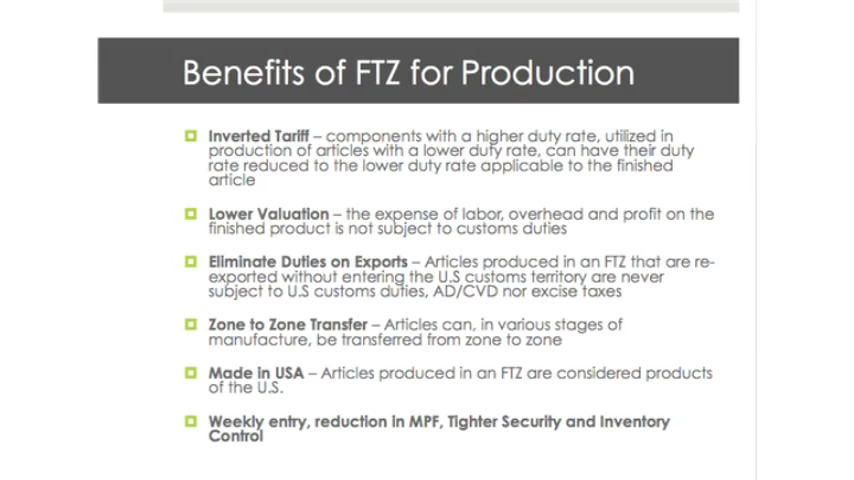 Benefits of FTZ for Production
Inverted Tariff – components with a higher duty rate, utilized in
production of articles with a lower duty rate, can have their duty
rate reduced to the lower duty rate applicable to the finished
article
Lower Valuation – the expense of labor, overhead and profit on the
finished product is not subject to customs duties
Eliminate Duties on Exports – Articles produced in an FTZ that are re-
exported without entering the U.S customs territory are never
subject to U.S customs duties, AD/CVD nor excise taxes
Zone to Zone Transfer – Articles can, in various stages of
manufacture, be transferred from zone to zone
Made in USA – Articles produced in an FTZ are considered products
of the U.S.
Weekly entry, reduction in MPF, Tighter Security and Inventory
Control